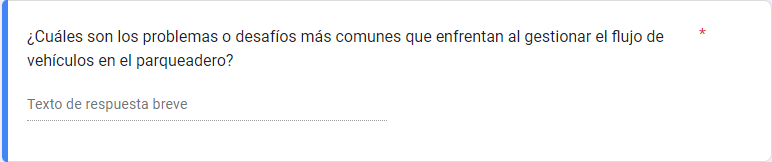 ¿Cuáles son los problemas o desafíos más comunes que enfrentan al gestionar el flujo de *
vehículos en el parqueadero?
Texto de respuesta breve